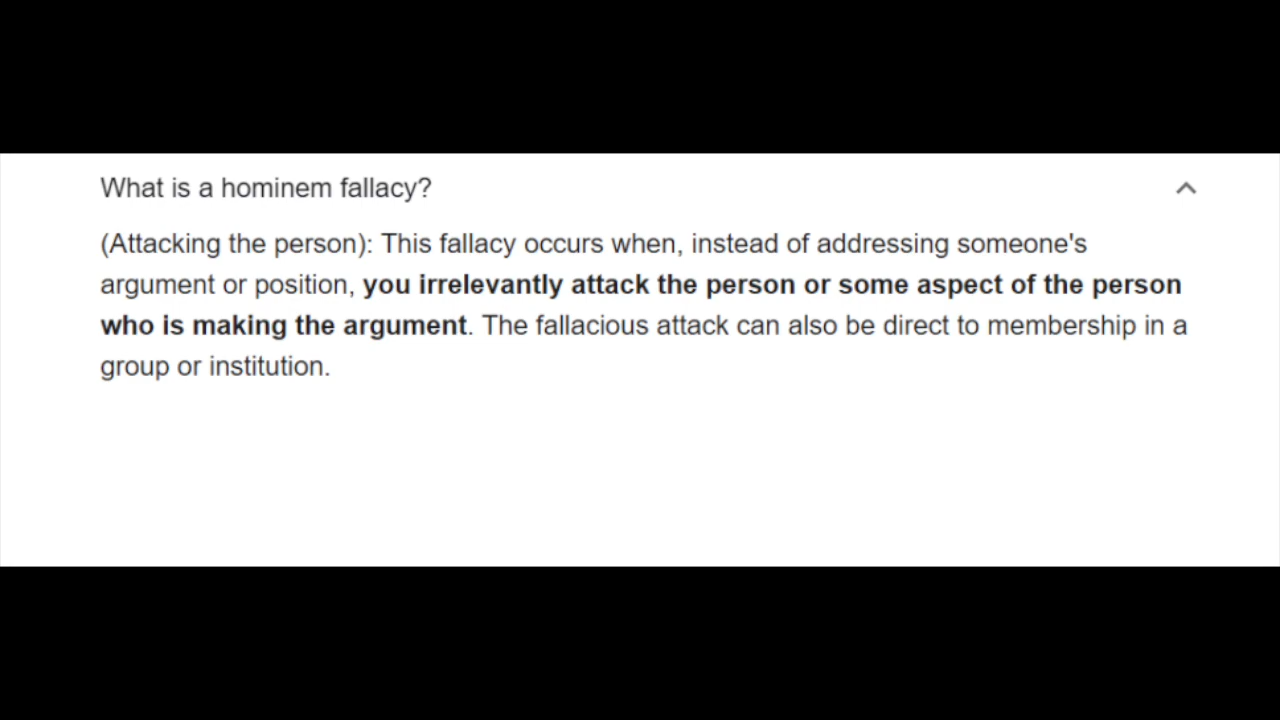 What is a hominem fallacy?
(Attacking the person): This fallacy occurs when, instead of addressing someone's
argument or position, you irrelevantly attack the person or some aspect of the person
who is making the argument. The fallacious attack can also be direct to membership in a
group or institution.